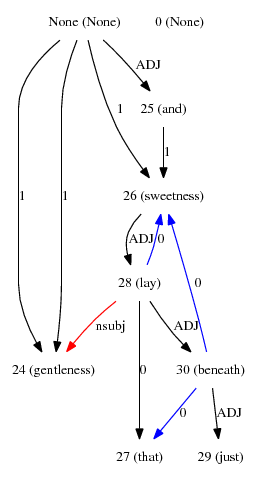 None (None) 0 (None)
ADJ
1 25 (and)
1 1 1
26 (sweetness)
ADJ 0
28 (lay) 0
nsubj ADJ
24 (gentleness) 0 30 (beneath)
0 ADJ
27 (that) 29 (just)